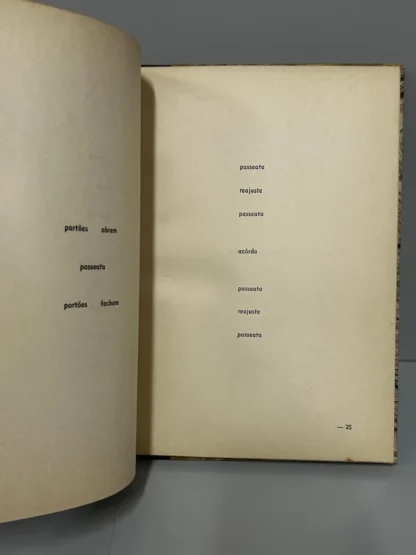 portões abrem
passeata
portões fecham
passeata
reajuste
passeata
acôrdo
passeata
reajuste
passeata
— 25